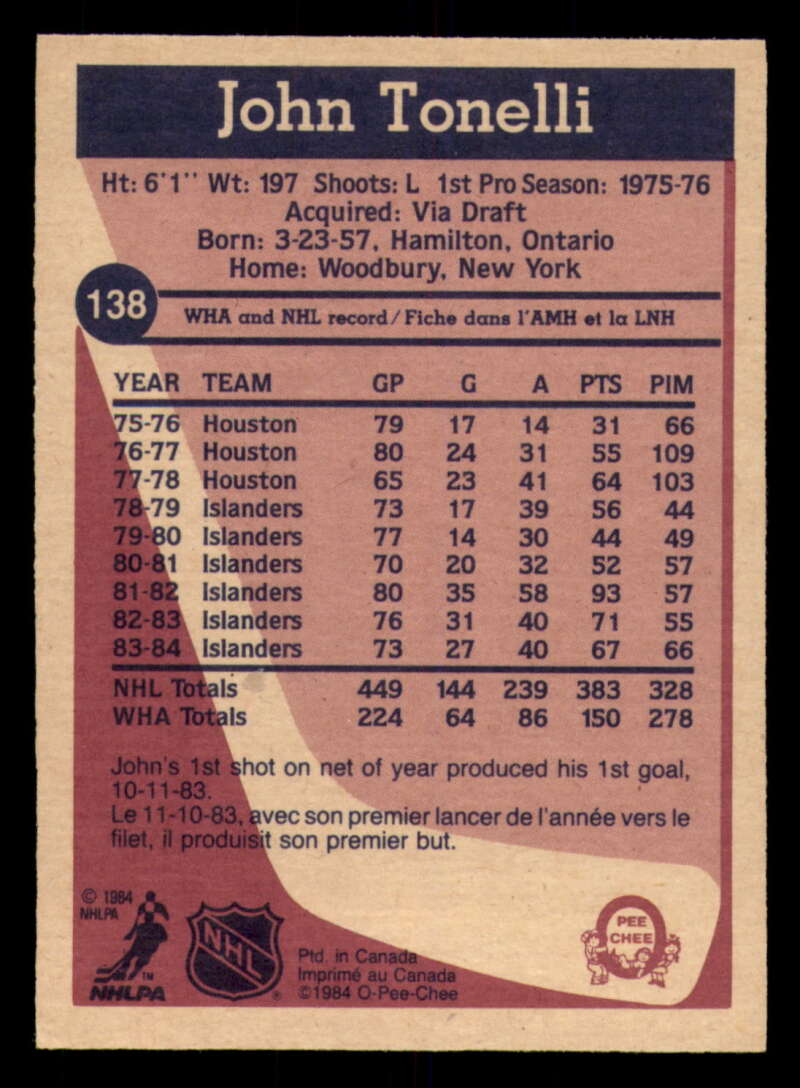 John Tonelli
Ht: 6'1'' Wt: 197 Shoots: L 1st Pro Season: 1975-76
Acquired: Via Draft
Born: 3-23-57, Hamilton, Ontario
Home: Woodbury, New York
138
WHA and NHL record/Fiche dans l'AMH et la LNH
YEAR TEAM GP G A PTS PIM
75-76 Houston 79 17 14 31 66
76-77 Houston 80 24 31 55 109
77-78 Houston 65 23 41 64 103
78-79 Islanders 73 17 39 56 44
79-80 Islanders 77 14 30 44 49
80-81 Islanders 70 20 32 52 57
81-82 Islanders 80 35 58 93 57
82-83 Islanders 76 31 40 71 55
83-84 Islanders 73 27 40 67 66
NHL Totals 449 144 239 383 328
WHA Totals 224 64 86 150 278
John's 1st shot on net of year produced his 1st goal,
10-11-83.
Le 11-10-83, avec son premier lancer de l'année vers le
filet, il produisit son premier but.
© 1984
NHLPA
TM
NHLPA
NHL
®
Ptd. in Canada
Imprimé au Canada
©1984 O-Pee-Chee
PEE
CHEE